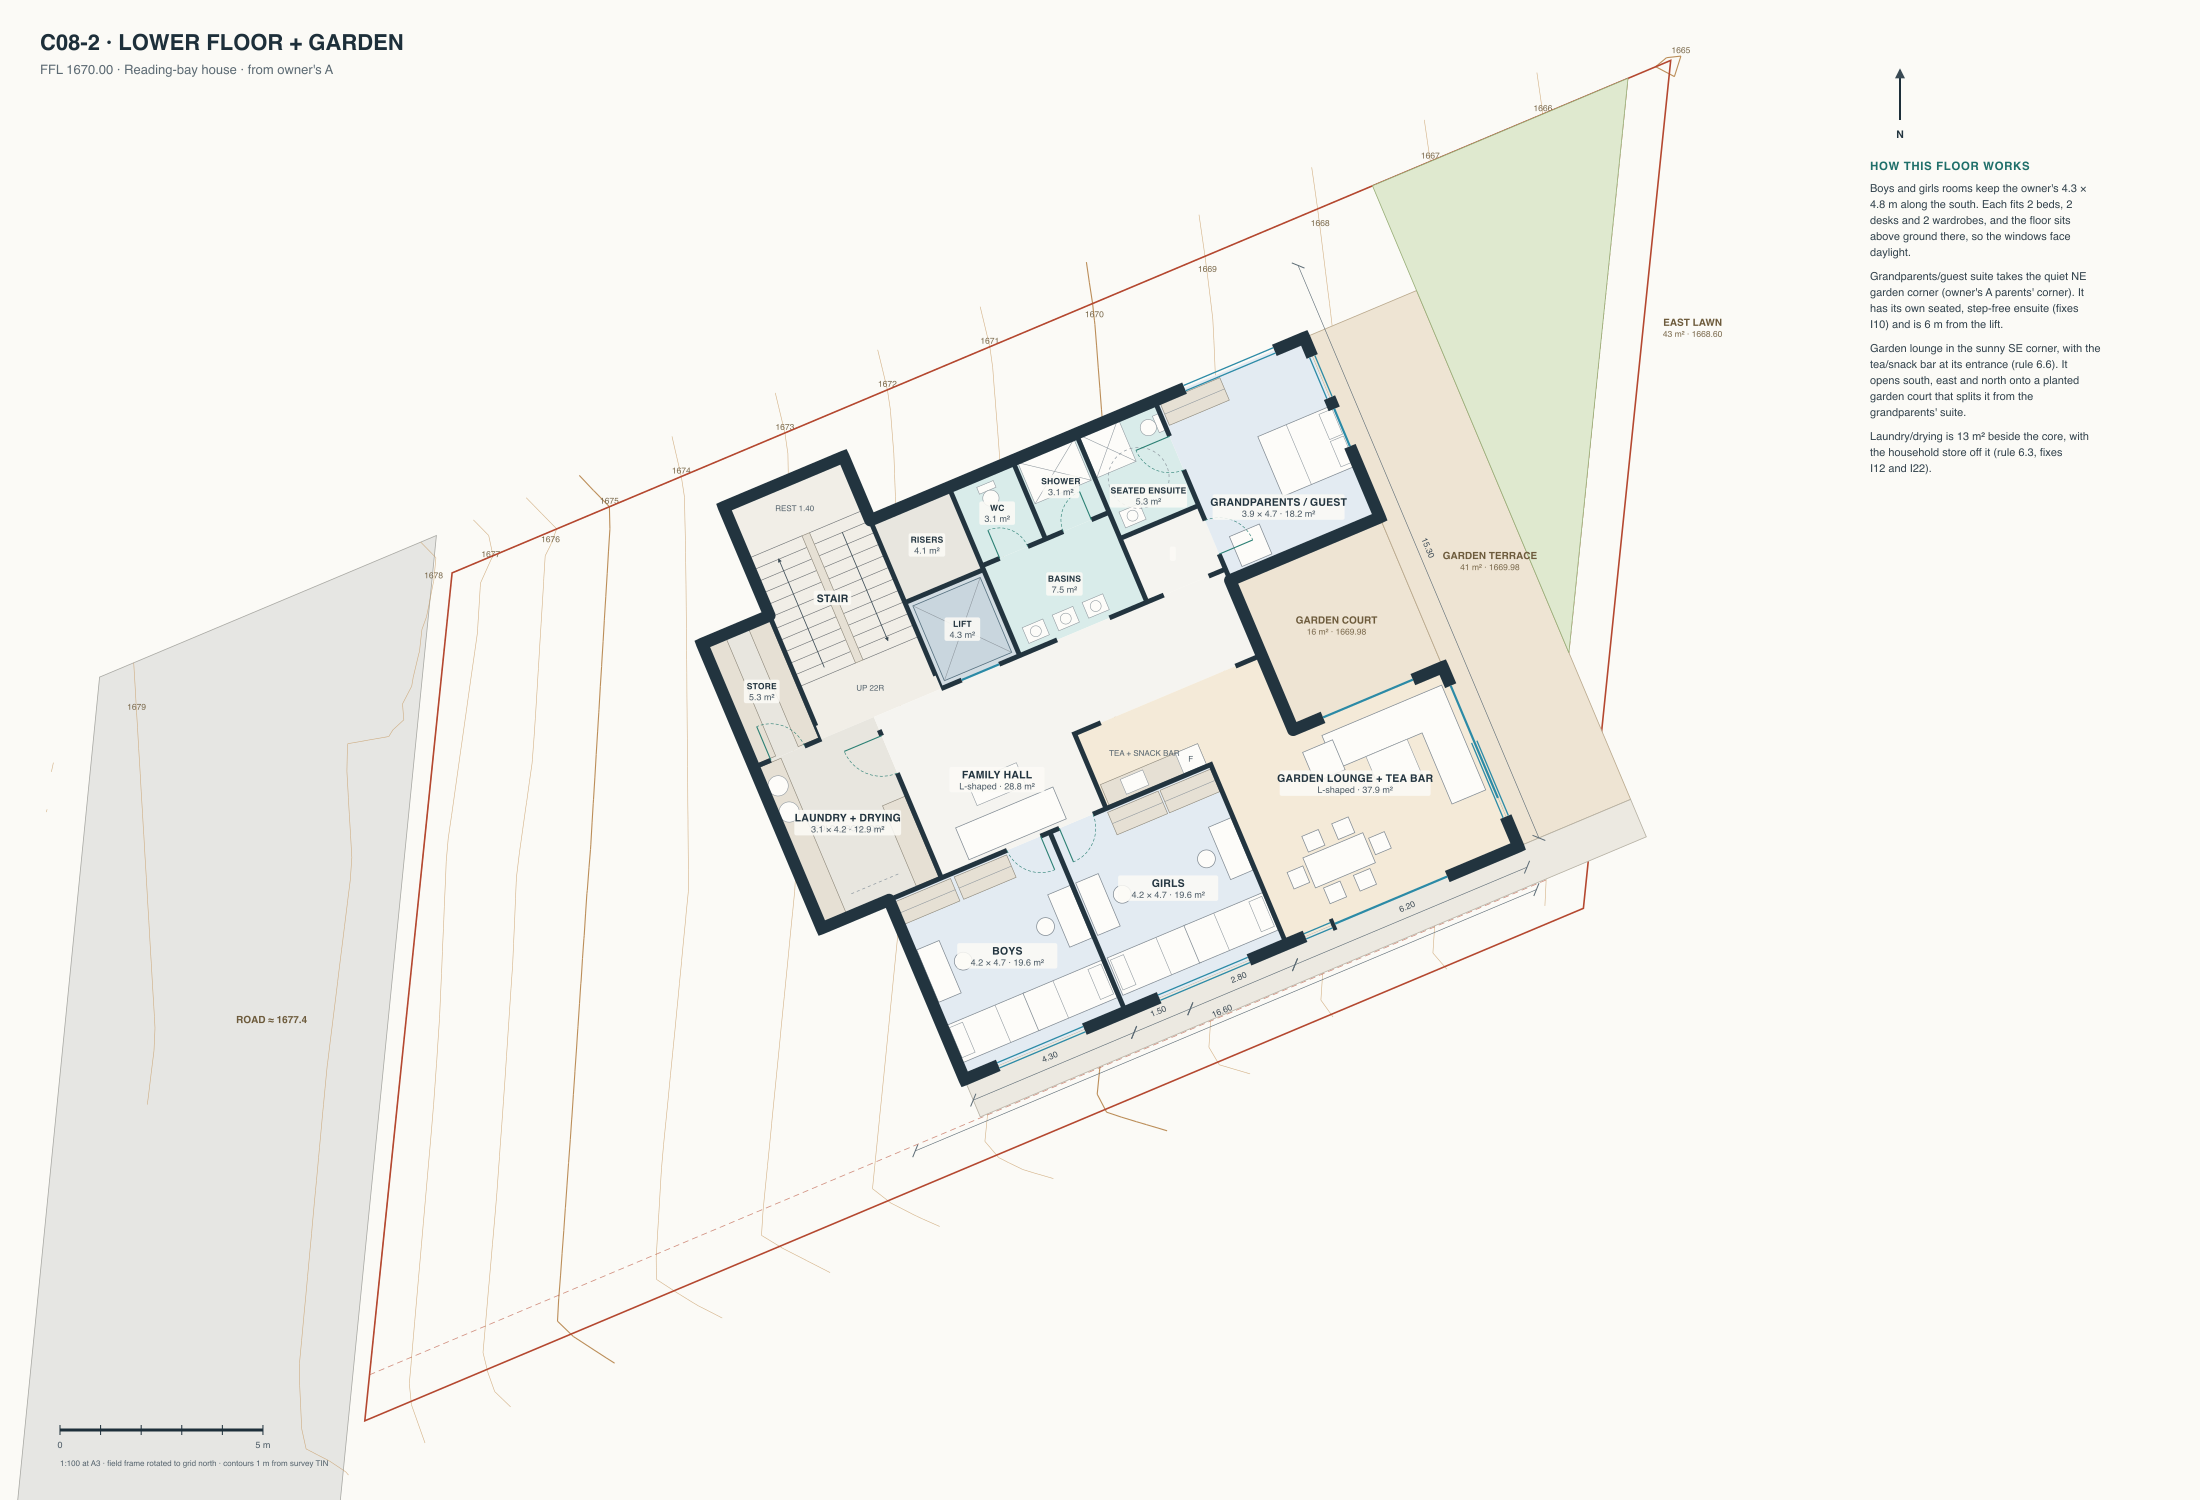 C08-2 · LOWER FLOOR + GARDEN
FFL 1670.00 · Reading-bay house · from owner's A
N
HOW THIS FLOOR WORKS
Boys and girls rooms keep the owner's 4.3 ×
4.8 m along the south. Each fits 2 beds, 2
desks and 2 wardrobes, and the floor sits
above ground there, so the windows face
daylight.
Grandparents/guest suite takes the quiet NE
garden corner (owner's A parents' corner). It
has its own seated, step-free ensuite (fixes
I10) and is 6 m from the lift.
Garden lounge in the sunny SE corner, with the
tea/snack bar at its entrance (rule 6.6). It
opens south, east and north onto a planted
garden court that splits it from the
grandparents' suite.
Laundry/drying is 13 m² beside the core, with
the household store off it (rule 6.3, fixes
I12 and I22).
1665
1666
1667
1668
1669
1670
1671
1672
1673
1674
1675
1676
1677
1678
1679
EAST LAWN
43 m² · 1668.60
REST 1.40
STAIR
UP 22R
RISERS
4.1 m²
LIFT
4.3 m²
WC
3.1 m²
SHOWER
3.1 m²
BASINS
7.5 m²
SEATED ENSUITE
5.3 m²
GRANDPARENTS / GUEST
3.9 × 4.7 · 18.2 m²
GARDEN TERRACE
41 m² · 1669.98
GARDEN COURT
16 m² · 1669.98
15.30
STORE
5.3 m²
LAUNDRY + DRYING
3.1 × 4.2 · 12.9 m²
FAMILY HALL
L-shaped · 28.8 m²
TEA + SNACK BAR
F
GARDEN LOUNGE + TEA BAR
L-shaped · 37.9 m²
GIRLS
4.2 × 4.7 · 19.6 m²
BOYS
4.2 × 4.7 · 19.6 m²
6.20
2.80
1.50
16.80
4.30
ROAD ≈ 1677.4
0
5 m
1:100 at A3 · field frame rotated to grid north · contours 1 m from survey TIN